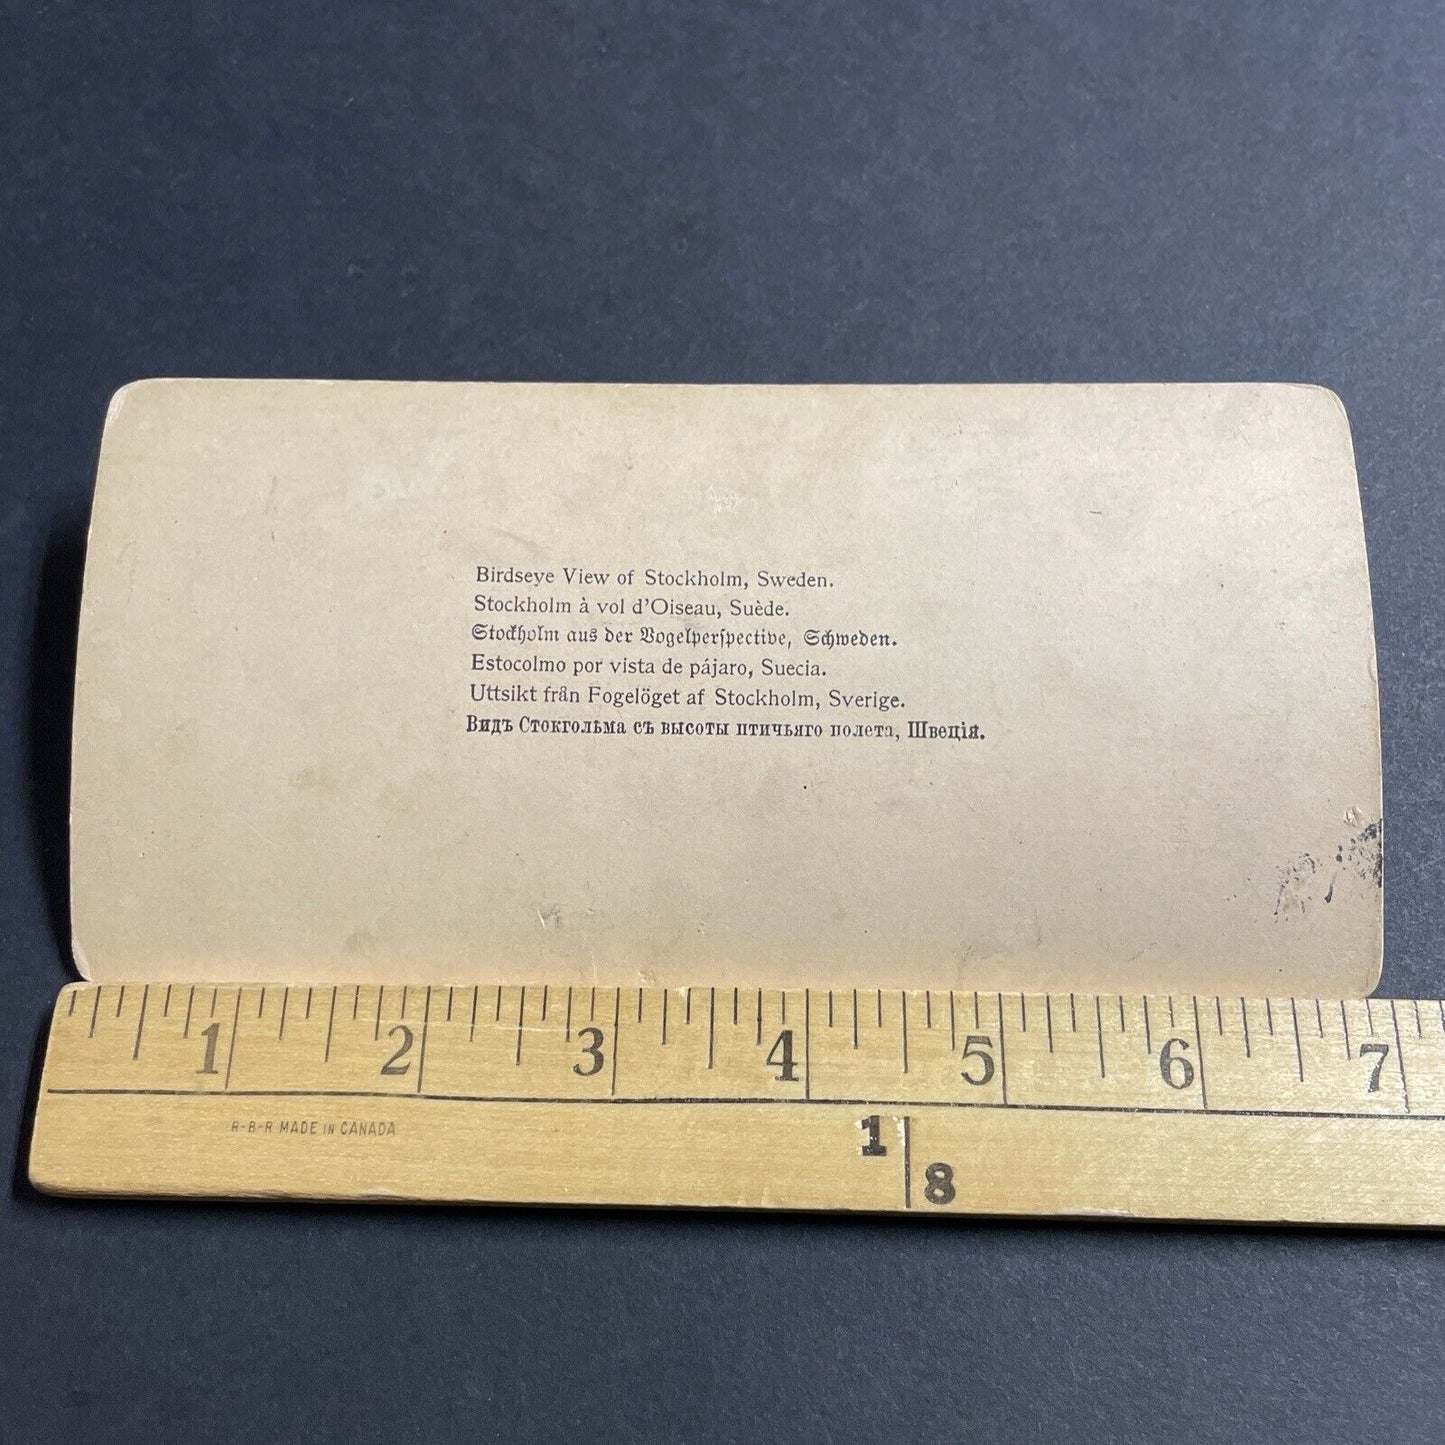 Birdseye View of Stockholm, Sweden.
Stockholm à vol d'Oiseau, Suède.
Stockholm aus der Vogelperspective, Schweden.
Estocolmo por vista de pájaro, Suecia.
Uttsikt från Fogelöget af Stockholm, Sverige.
Видъ Стокгольма съ высоты птичьяго полета, Швеція.
1 2 3 4 5 6 7
R-B-R MADE IN CANADA
1
8